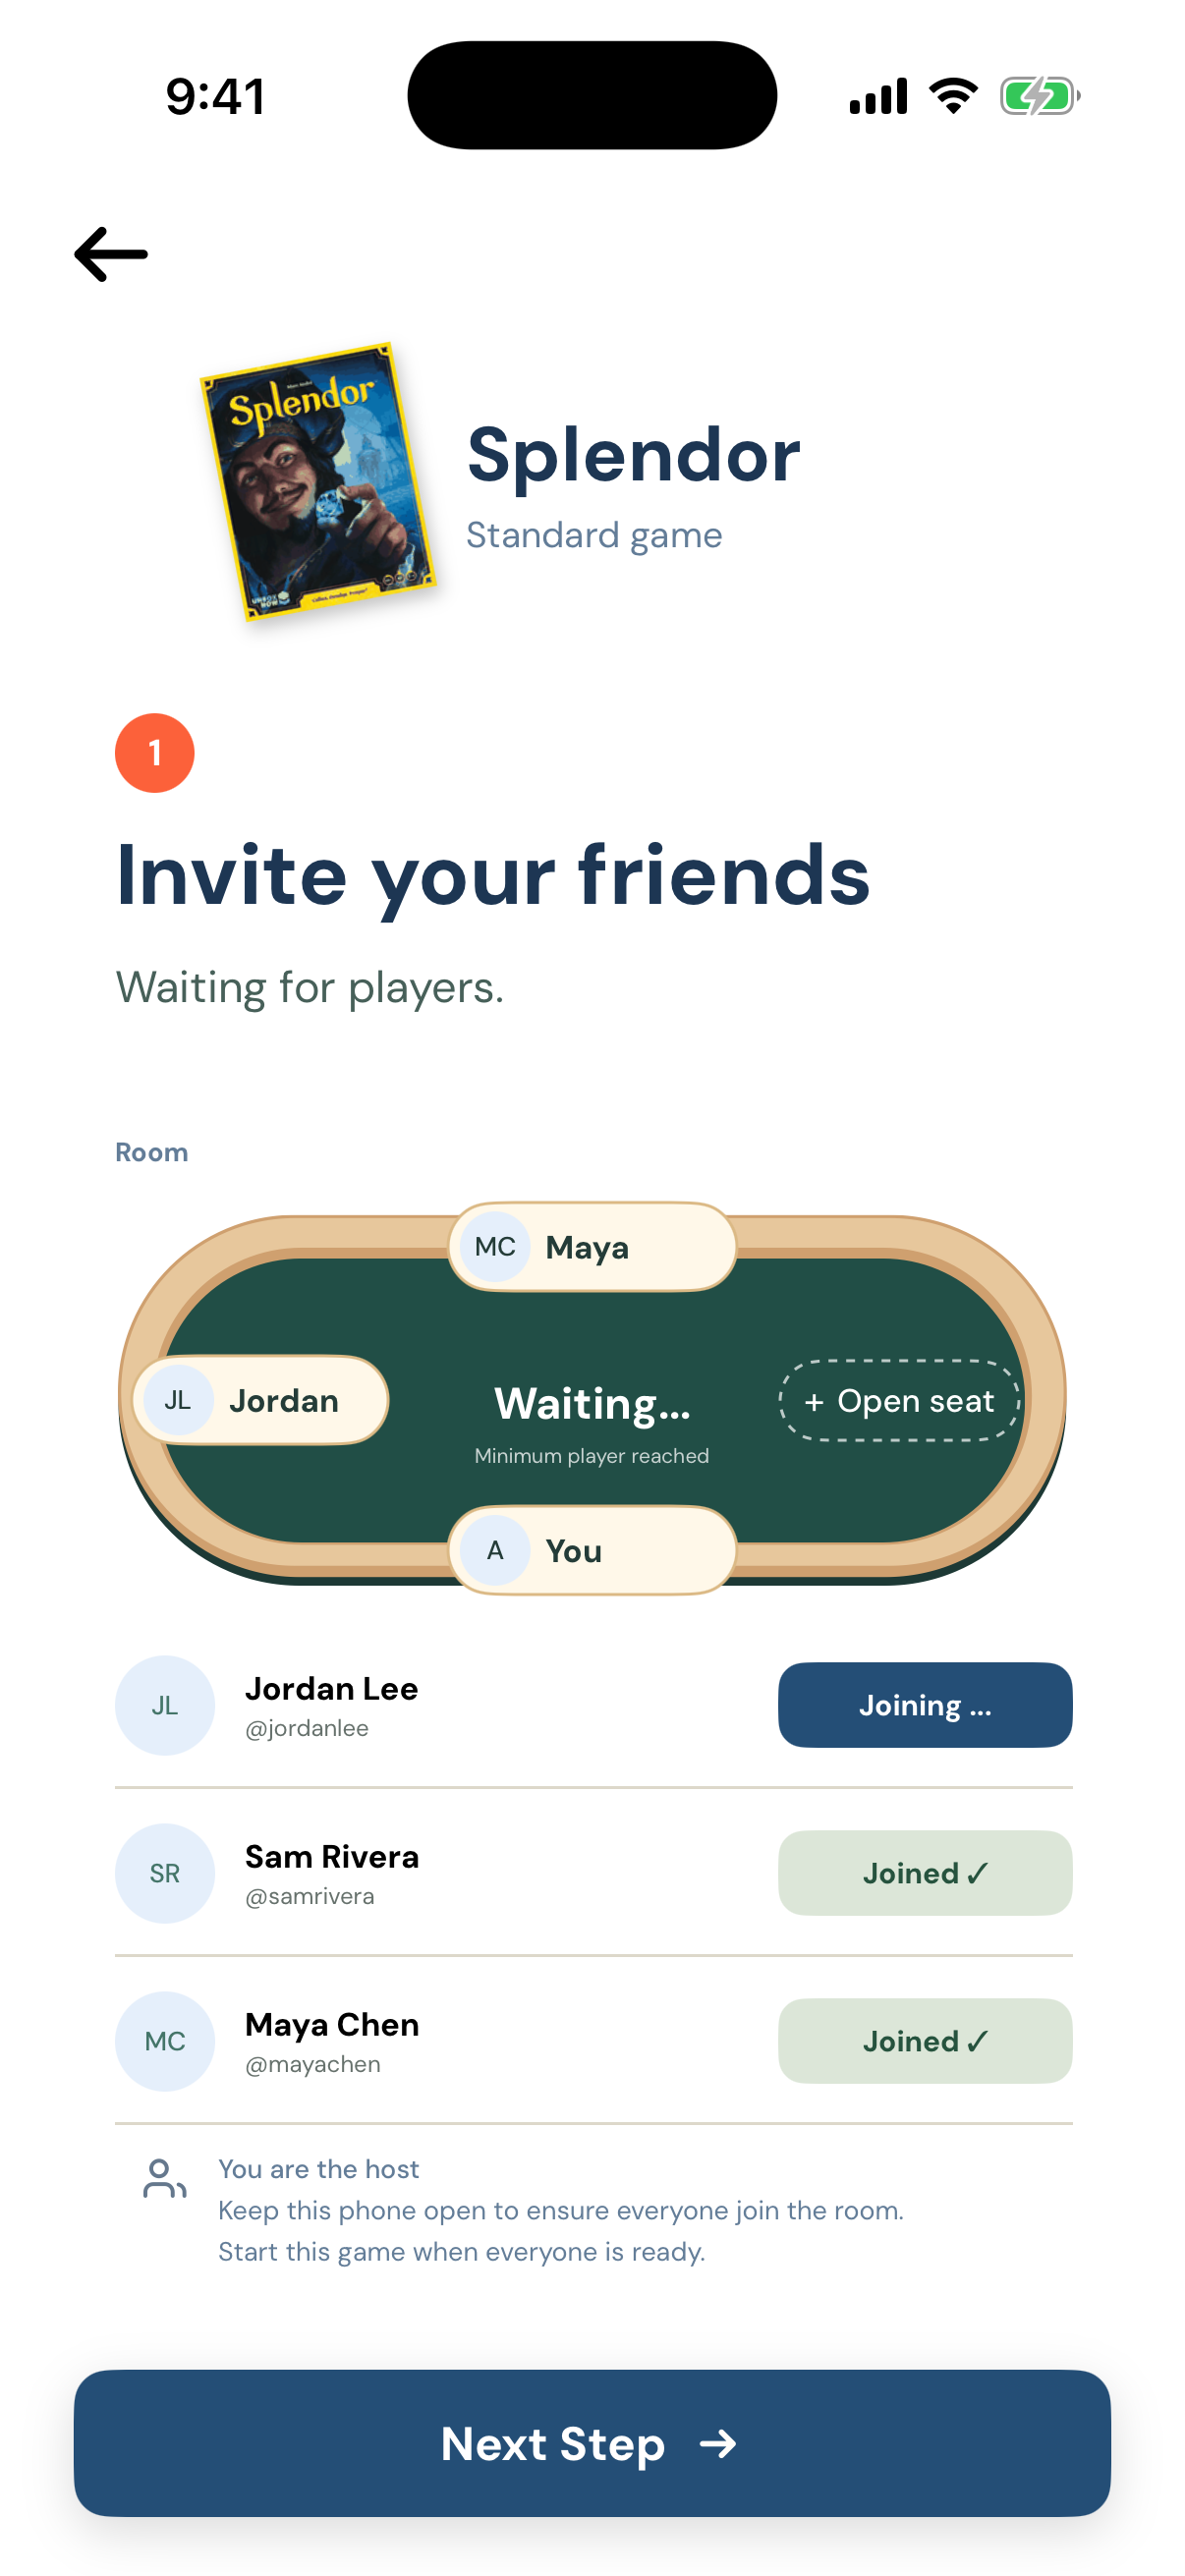 9:41
Splendor
Splendor
Standard game
1
Invite your friends
Waiting for players.
Room
MC Maya
JL Jordan
Waiting...
+ Open seat
Minimum player reached
A You
JL
Jordan Lee
@jordanlee
Joining ...
SR
Sam Rivera
@samrivera
Joined ✓
MC
Maya Chen
@mayachen
Joined ✓
You are the host
Keep this phone open to ensure everyone join the room.
Start this game when everyone is ready.
Next Step →